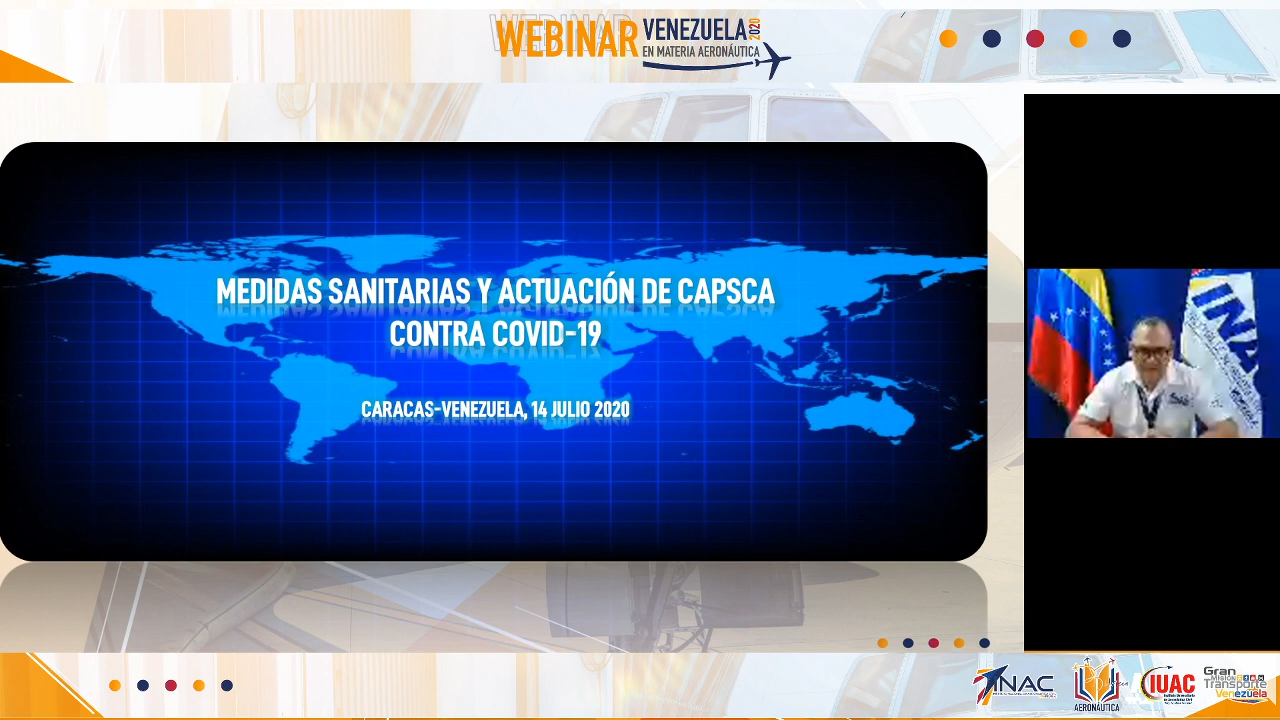 WEBINAR
VENEZUELA 2020
EN MATERIA AERONÁUTICA
MEDIDAS SANITARIAS Y ACTUACIÓN DE CAPSCA
CONTRA COVID-19
CARACAS-VENEZUELA, 14 JULIO 2020
INAC
AERONÁUTICA
IUAC
Gran
MISIÓN
Transporte
Venezuela